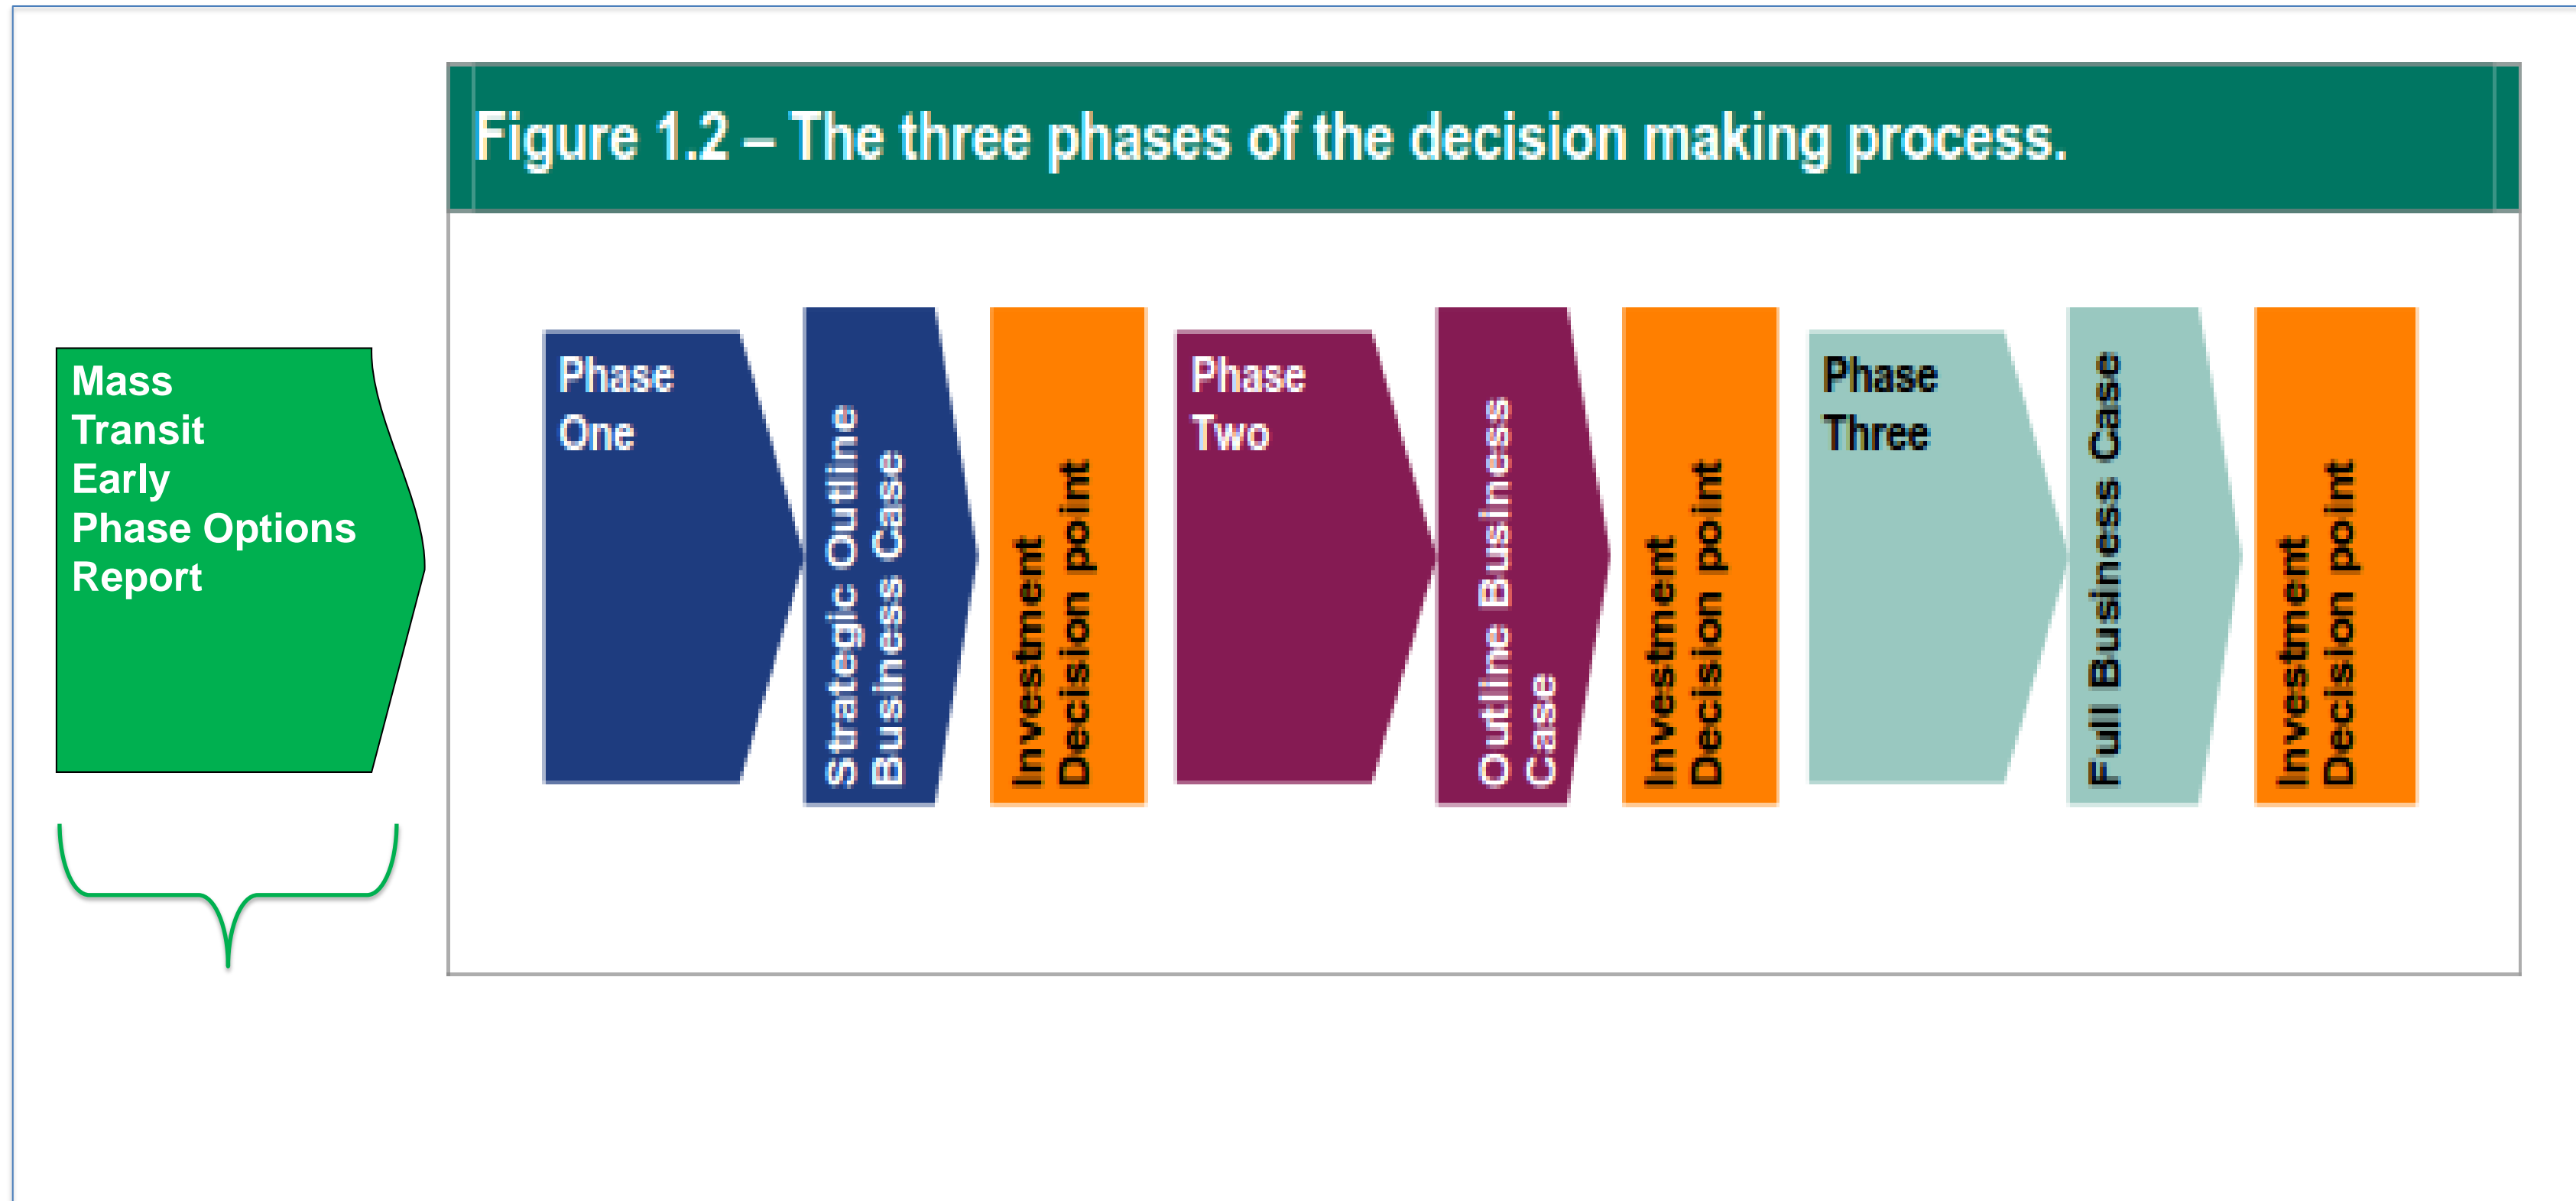 Figure 1.2 – The three phases of the decision making process.
Mass
Transit
Early
Phase Options
Report
Phase
One
Strategic Outline
Business Case
Investment
Decision point
Phase
Two
Outline Business
Case
Investment
Decision point
Phase
Three
Full Business Case
Investment
Decision point